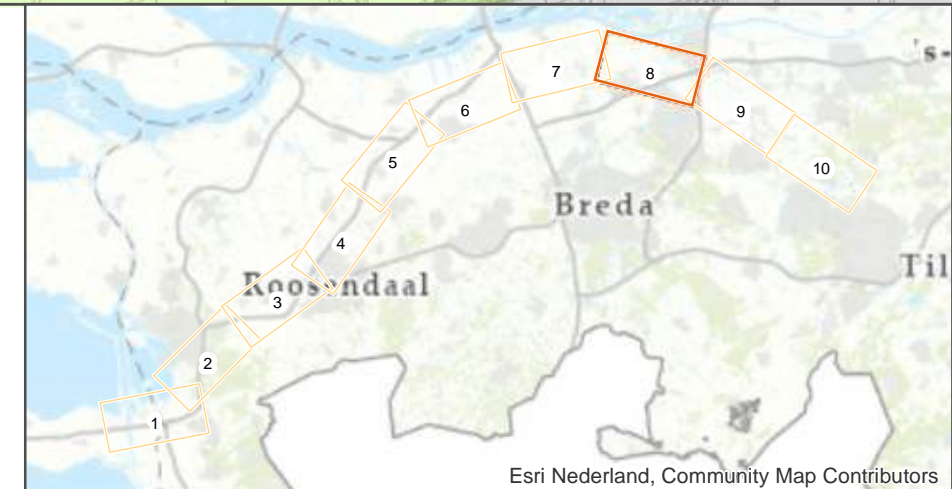 's-
7
8
6
9
5
10
Breda
4
Til
Roosendaal
3
2
1
Esri Nederland, Community Map Contributors